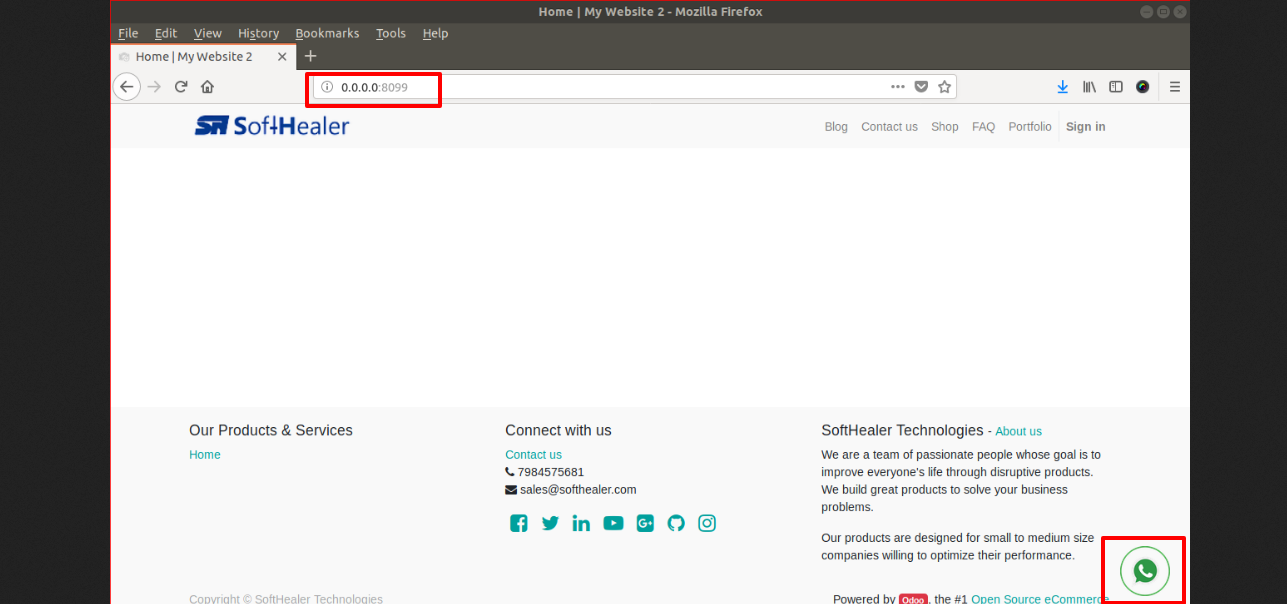 Home | My Website 2 - Mozilla Firefox
File Edit View History Bookmarks Tools Help
Home | My Website 2
0.0.0.0:8099
SoftHealer
Blog Contact us Shop FAQ Portfolio Sign in
Our Products & Services
Home
Connect with us
Contact us
7984575681
sales@softhealer.com
SoftHealer Technologies - About us
We are a team of passionate people whose goal is to
improve everyone's life through disruptive products.
We build great products to solve your business
problems.
Our products are designed for small to medium size
companies willing to optimize their performance.
Copyright © SoftHealer Technologies
Powered by Odoo, the #1 Open Source eCommerce